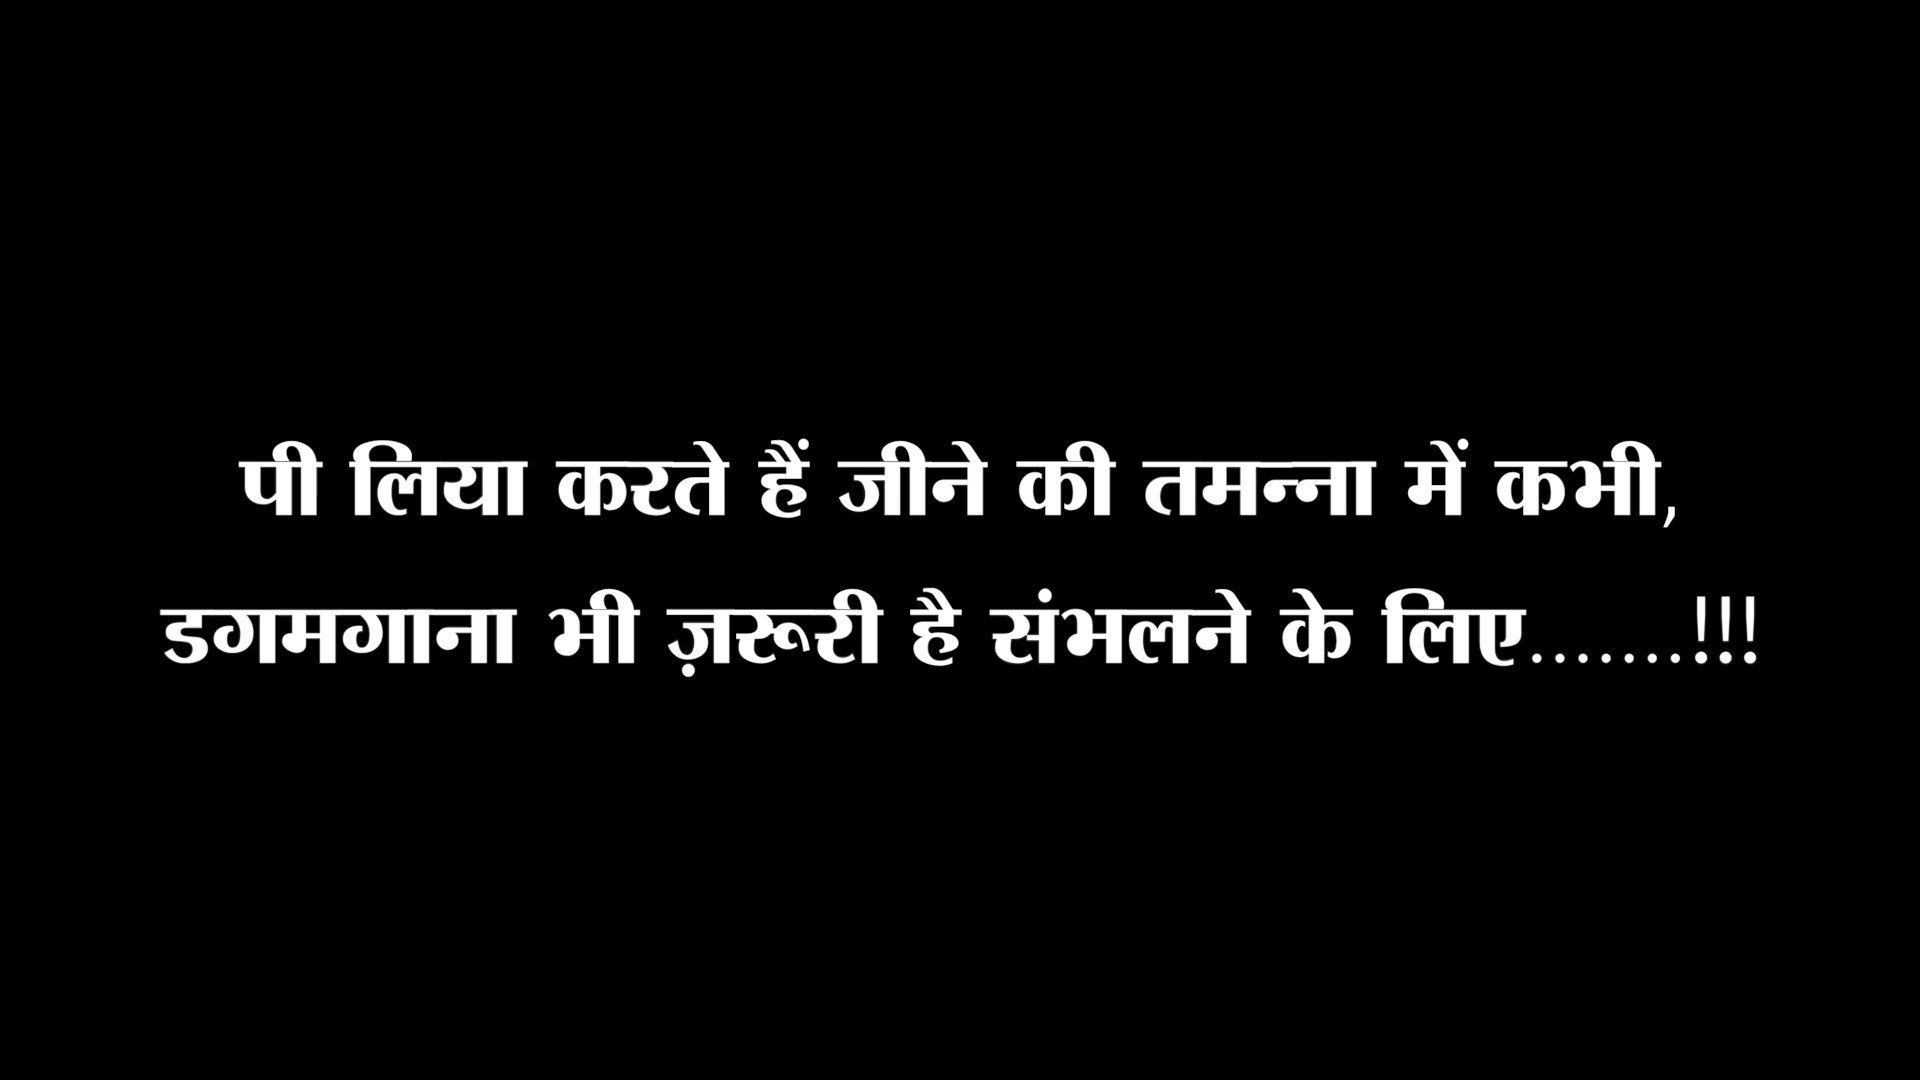 पी लिया करते हैं जीने की तमन्ना में कभी,
डगमगाना भी ज़रूरी है संभलने के लिए.......!!!